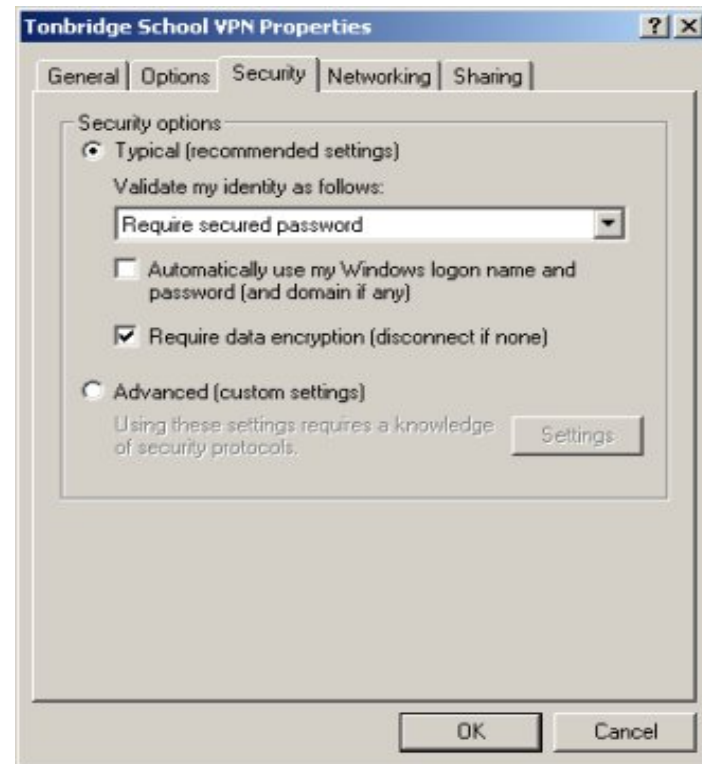 Tonbridge School VPN Properties
General Options Security Networking Sharing
Security options
Typical (recommended settings)
Validate my identity as follows:
Require secured password
Automatically use my Windows logon name and
password (and domain if any)
Require data encryption (disconnect if none)
Advanced (custom settings)
Using these settings requires a knowledge
of security protocols.
Settings
OK Cancel